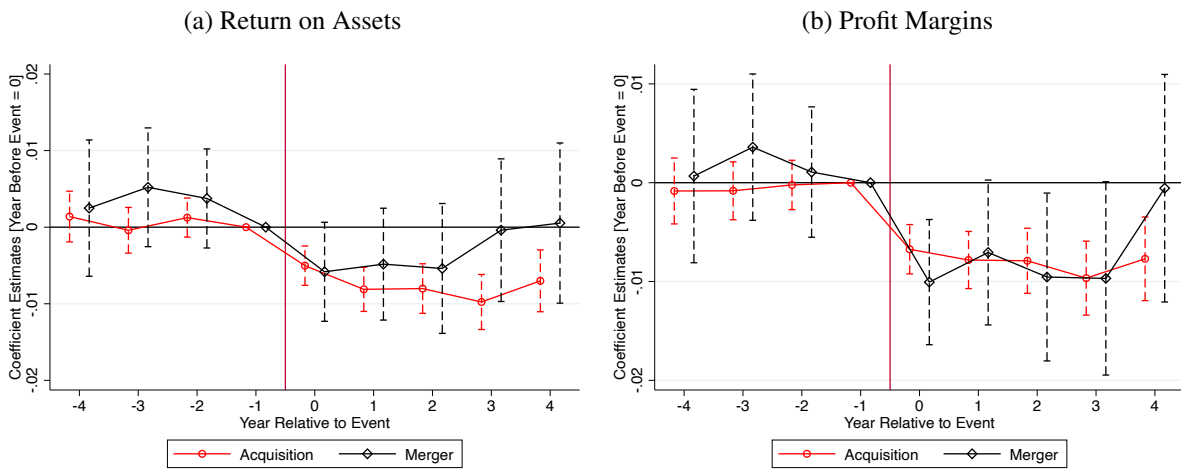 (a) Return on Assets
Coefficient Estimates [Year Before Event = 0]
.02
.01
0
-.01
-.02
-4 -3 -2 -1 0 1 2 3 4
Year Relative to Event
Acquisition Merger
(b) Profit Margins
Coefficient Estimates [Year Before Event = 0]
.01
0
-.01
-.02
-4 -3 -2 -1 0 1 2 3 4
Year Relative to Event
Acquisition Merger